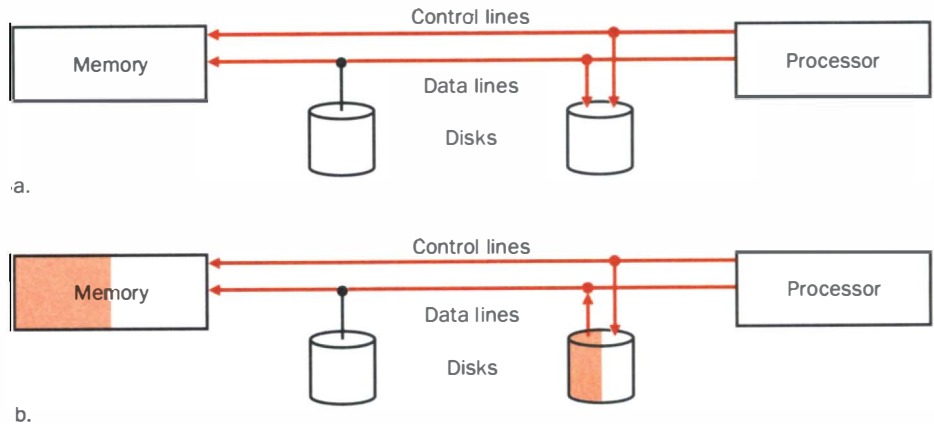 Control lines
Memory
Processor
Data lines
Disks
a.
Control lines
Memory
Processor
Data lines
Disks
b.